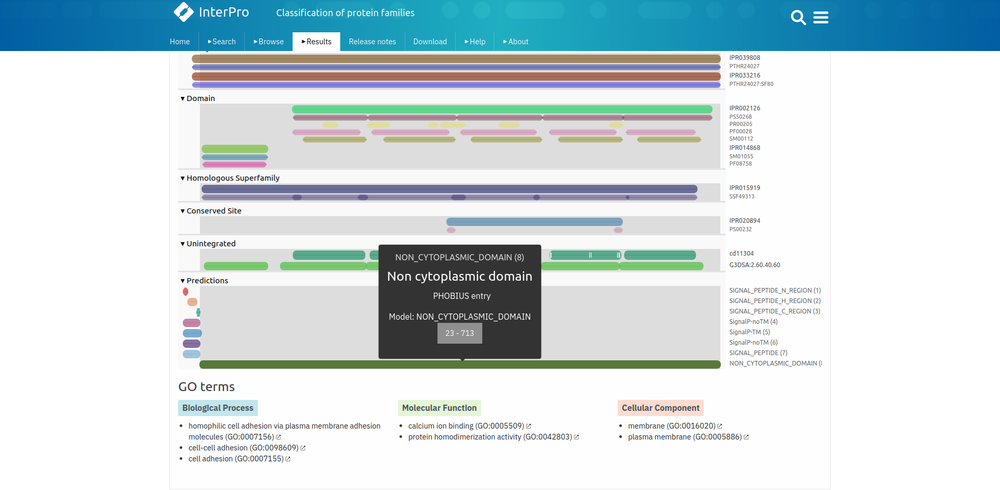 InterPro
Classification of protein families
Home
▸Search
▸Browse
▸Results
Release notes
Download
▸Help
▸About
IPR039808
PTHR24027
IPR033216
PTHR24027:SF80
▾ Domain
IPR002126
PS50268
PR00205
PF00028
SM00112
IPR014868
SM01055
PF08758
▾ Homologous Superfamily
IPR015919
SSF49313
▾ Conserved Site
IPR020894
PS00232
▾ Unintegrated
cd11304
G3DSA:2.60.40.60
NON_CYTOPLASMIC_DOMAIN (8)
Non cytoplasmic domain
PHOBIUS entry
Model: NON_CYTOPLASMIC_DOMAIN
23 - 713
▾ Predictions
SIGNAL_PEPTIDE_N_REGION (1)
SIGNAL_PEPTIDE_H_REGION (2)
SIGNAL_PEPTIDE_C_REGION (3)
SignalP-noTM (4)
SignalP-TM (5)
SignalP-noTM (6)
SIGNAL_PEPTIDE (7)
NON_CYTOPLASMIC_DOMAIN (
GO terms
Biological Process
homophilic cell adhesion via plasma membrane adhesion
molecules (GO:0007156)
cell-cell adhesion (GO:0098609)
cell adhesion (GO:0007155)
Molecular Function
calcium ion binding (GO:0005509)
protein homodimerization activity (GO:0042803)
Cellular Component
membrane (GO:0016020)
plasma membrane (GO:0005886)